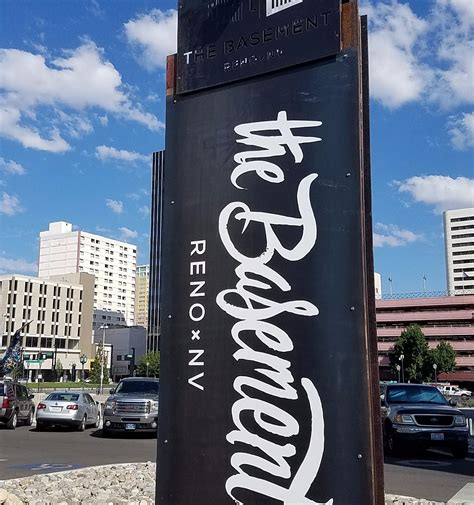 THE BASEMENT
RENO, NV
the Basement
RENO × NV